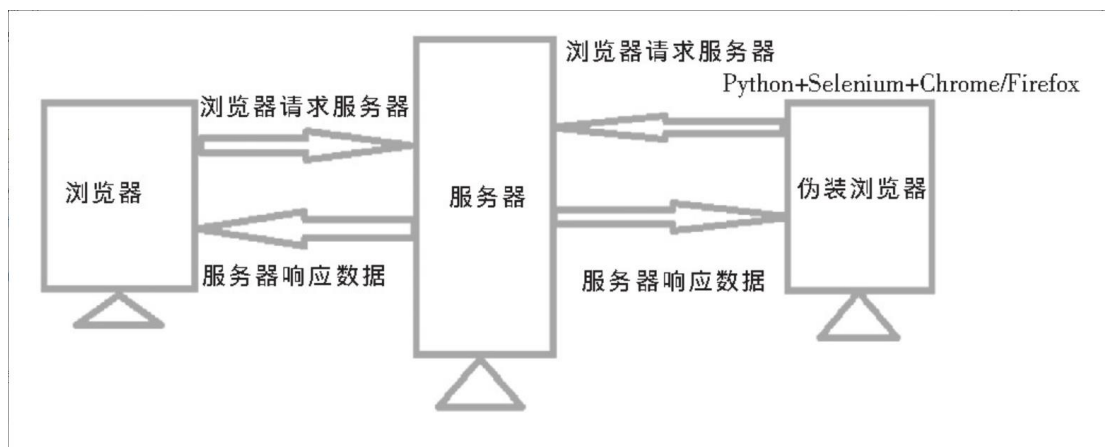 浏览器请求服务器
Python+Selenium+Chrome/Firefox
浏览器请求服务器
浏览器
服务器
伪装浏览器
服务器响应数据
服务器响应数据